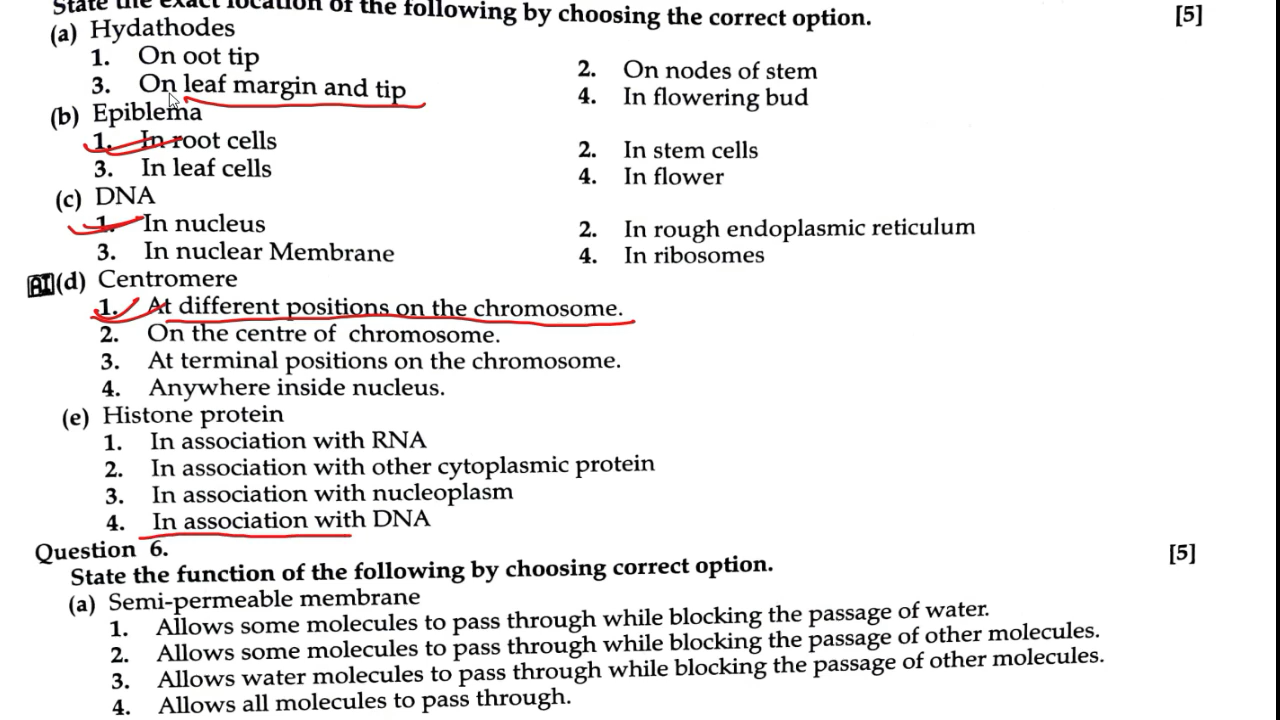 State the exact location of the following by choosing the correct option. [5]
(a) Hydathodes
1. On oot tip 2. On nodes of stem
3. On leaf margin and tip 4. In flowering bud
(b) Epiblema
1. In root cells 2. In stem cells
3. In leaf cells 4. In flower
(c) DNA
1. In nucleus 2. In rough endoplasmic reticulum
3. In nuclear Membrane 4. In ribosomes
AI (d) Centromere
1. At different positions on the chromosome.
2. On the centre of chromosome.
3. At terminal positions on the chromosome.
4. Anywhere inside nucleus.
(e) Histone protein
1. In association with RNA
2. In association with other cytoplasmic protein
3. In association with nucleoplasm
4. In association with DNA
Question 6.
State the function of the following by choosing correct option. [5]
(a) Semi-permeable membrane
1. Allows some molecules to pass through while blocking the passage of water.
2. Allows some molecules to pass through while blocking the passage of other molecules.
3. Allows water molecules to pass through while blocking the passage of other molecules.
4. Allows all molecules to pass through.